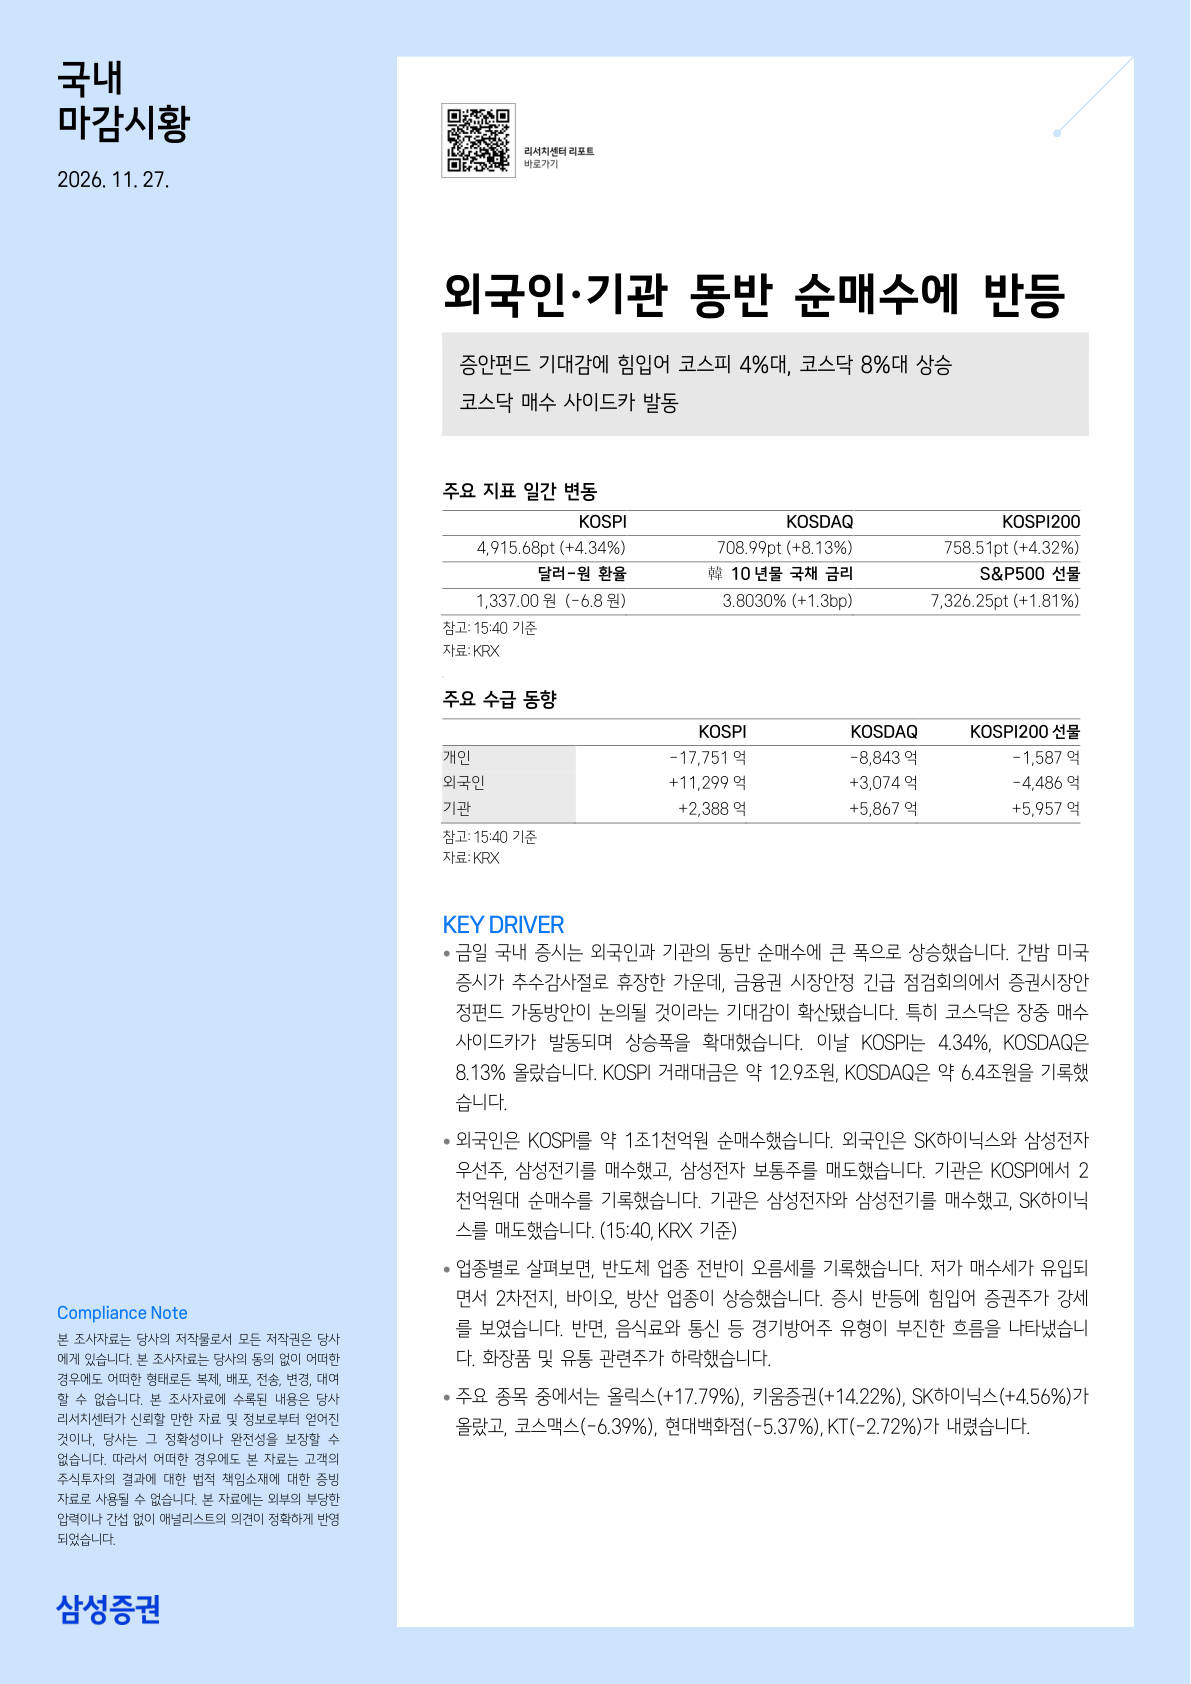 국내
마감시황
2026. 11. 27.
리서치센터 리포트
바로가기
외국인·기관 동반 순매수에 반등
증안펀드 기대감에 힘입어 코스피 4%대, 코스닥 8%대 상승
코스닥 매수 사이드카 발동
주요 지표 일간 변동
KOSPI KOSDAQ KOSPI200
4,915.68pt (+4.34%) 708.99pt (+8.13%) 758.51pt (+4.32%)
달러-원 환율 韓 10년물 국채 금리 S&P500 선물
1,337.00 원 (-6.8 원) 3.8030% (+1.3bp) 7,326.25pt (+1.81%)
참고: 15:40 기준
자료: KRX
주요 수급 동향
KOSPI KOSDAQ KOSPI200 선물
개인 -17,751 억 -8,843 억 -1,587 억
외국인 +11,299 억 +3,074 억 -4,486 억
기관 +2,388 억 +5,867 억 +5,957 억
참고: 15:40 기준
자료: KRX
KEY DRIVER
• 금일 국내 증시는 외국인과 기관의 동반 순매수에 큰 폭으로 상승했습니다. 간밤 미국
증시가 추수감사절로 휴장한 가운데, 금융권 시장안정 긴급 점검회의에서 증권시장안
정펀드 가동방안이 논의될 것이라는 기대감이 확산됐습니다. 특히 코스닥은 장중 매수
사이드카가 발동되며 상승폭을 확대했습니다. 이날 KOSPI는 4.34%, KOSDAQ은
8.13% 올랐습니다. KOSPI 거래대금은 약 12.9조원, KOSDAQ은 약 6.4조원을 기록했
습니다.
• 외국인은 KOSPI를 약 1조1천억원 순매수했습니다. 외국인은 SK하이닉스와 삼성전자
우선주, 삼성전기를 매수했고, 삼성전자 보통주를 매도했습니다. 기관은 KOSPI에서 2
천억원대 순매수를 기록했습니다. 기관은 삼성전자와 삼성전기를 매수했고, SK하이닉
스를 매도했습니다. (15:40, KRX 기준)
• 업종별로 살펴보면, 반도체 업종 전반이 오름세를 기록했습니다. 저가 매수세가 유입되
면서 2차전지, 바이오, 방산 업종이 상승했습니다. 증시 반등에 힘입어 증권주가 강세
를 보였습니다. 반면, 음식료와 통신 등 경기방어주 유형이 부진한 흐름을 나타냈습니
다. 화장품 및 유통 관련주가 하락했습니다.
• 주요 종목 중에서는 올릭스(+17.79%), 키움증권(+14.22%), SK하이닉스(+4.56%)가
올랐고, 코스맥스(-6.39%), 현대백화점(-5.37%), KT(-2.72%)가 내렸습니다.
Compliance Note
본 조사자료는 당사의 저작물로서 모든 저작권은 당사
에게 있습니다. 본 조사자료는 당사의 동의 없이 어떠한
경우에도 어떠한 형태로든 복제, 배포, 전송, 변경, 대여
할 수 없습니다. 본 조사자료에 수록된 내용은 당사
리서치센터가 신뢰할 만한 자료 및 정보로부터 얻어진
것이나, 당사는 그 정확성이나 완전성을 보장할 수
없습니다. 따라서 어떠한 경우에도 본 자료는 고객의
주식투자의 결과에 대한 법적 책임소재에 대한 증빙
자료로 사용될 수 없습니다. 본 자료에는 외부의 부당한
압력이나 간섭 없이 애널리스트의 의견이 정확하게 반영
되었습니다.
삼성증권